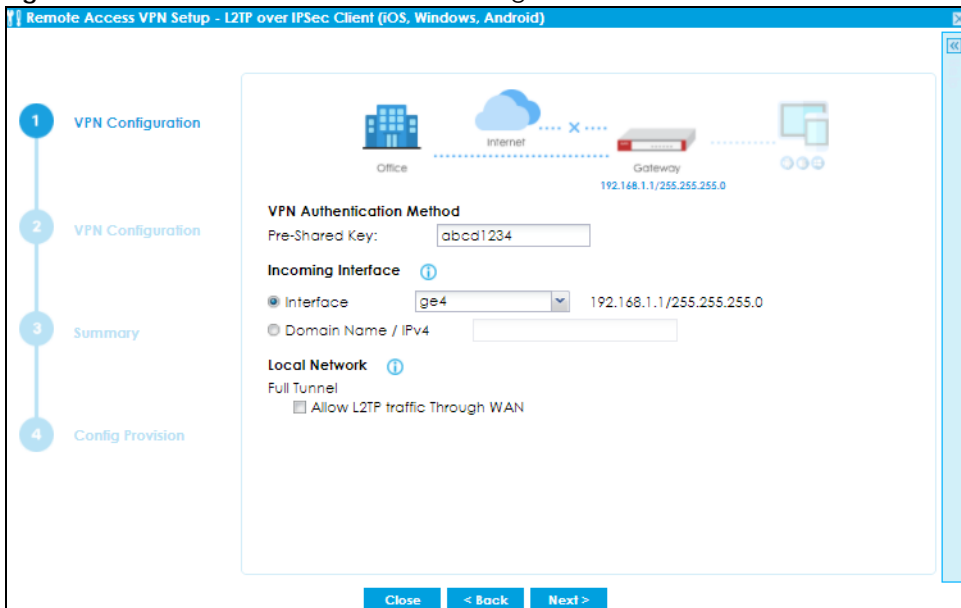 Remote Access VPN Setup - L2TP over IPSec Client (iOS, Windows, Android)
1 VPN Configuration
2 VPN Configuration
3 Summary
4 Config Provision
Office
Internet
Gateway
192.168.1.1/255.255.255.0
VPN Authentication Method
Pre-Shared Key: abcd1234
Incoming Interface
Interface ge4 192.168.1.1/255.255.255.0
Domain Name / IPv4
Local Network
Full Tunnel
Allow L2TP traffic Through WAN
Close < Back Next >